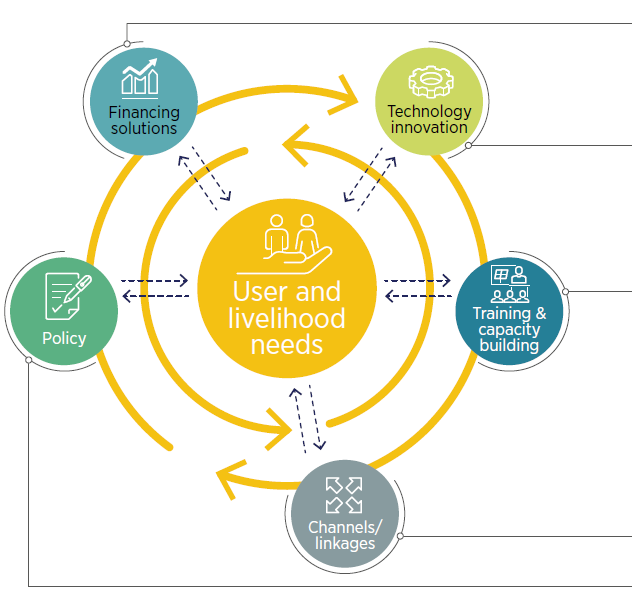 Financing
solutions
Technology
innovation
User and
livelihood
needs
Policy
Training &
capacity
building
Channels/
linkages